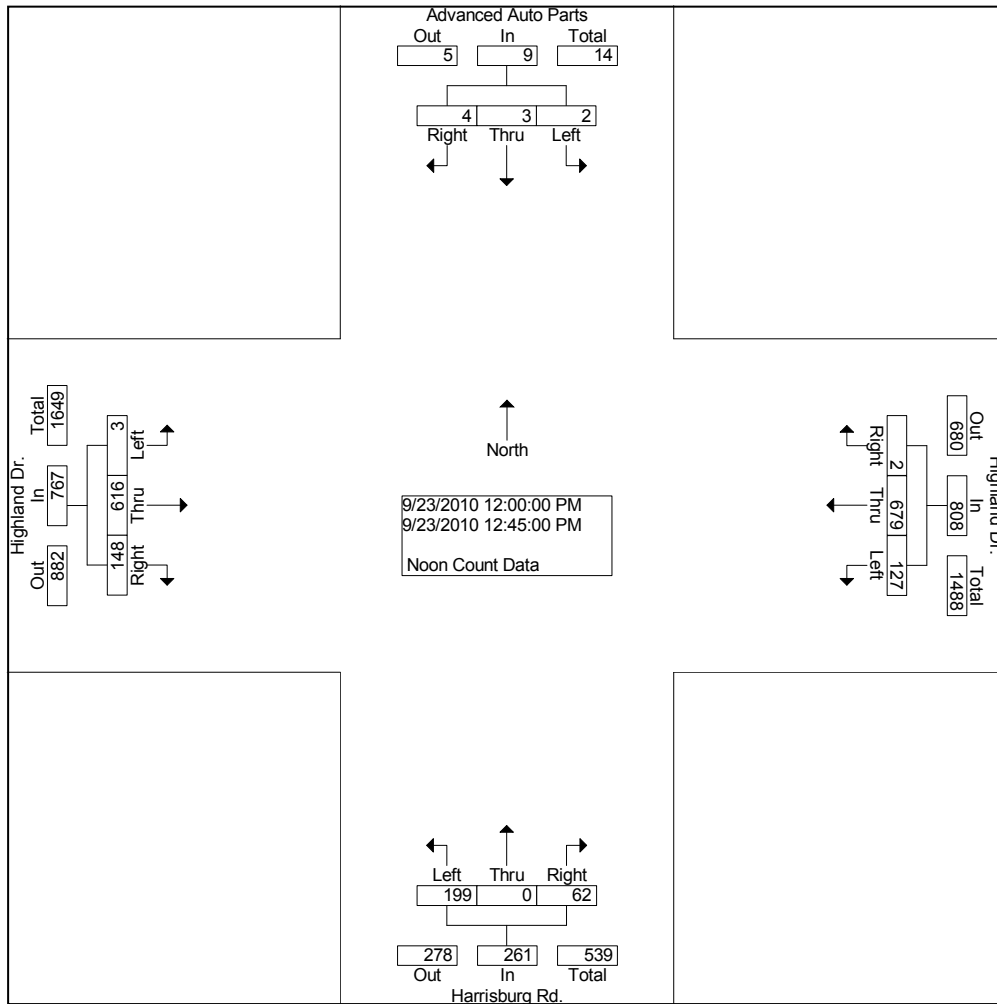 Advanced Auto Parts
Out In Total
5 9 14
4 3 2
Right Thru Left
Highland Dr.
Total In Out
1649 767 882
3 616 148
Left Thru Right
North
9/23/2010 12:00:00 PM
9/23/2010 12:45:00 PM
Noon Count Data
Right Thru Left
2 679 127
Out In Total
680 808 1488
Highland Dr.
Left Thru Right
199 0 62
278 261 539
Out In Total
Harrisburg Rd.